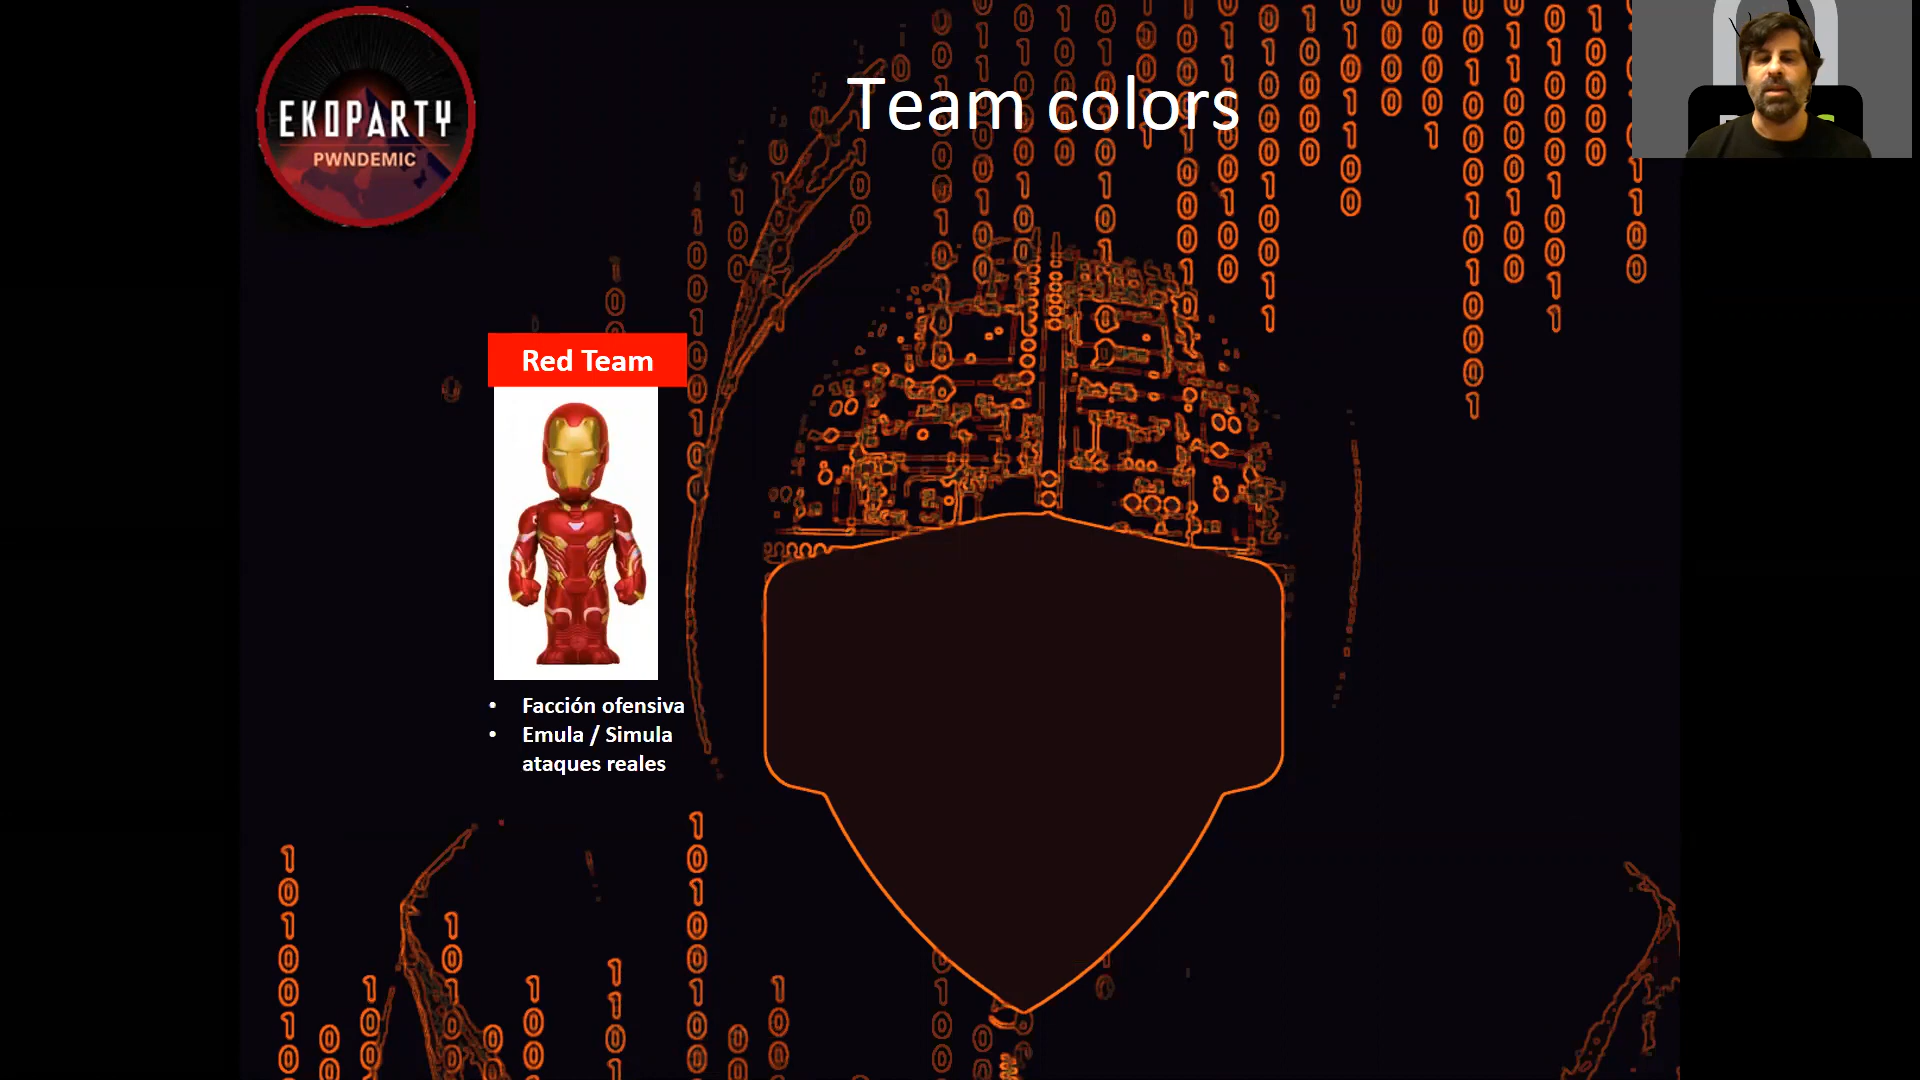 EKOPARTY
PWNDEMIC
Team colors
Red Team
• Facción ofensiva
• Emula / Simula
ataques reales